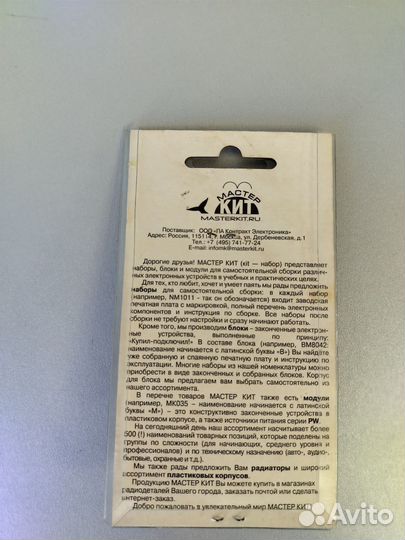 МАСТЕР
КИТ
MASTERKIT.RU
Поставщик: ООО «ПА Контракт Электроника»
Адрес: Россия, 115114, г. Москва, ул. Дербеневская, д.1
Тел.: +7 (495) 741-77-24
E-mail: infomk@masterkit.ru
Дорогие друзья! МАСТЕР КИТ (kit — набор) представляет
наборы, блоки и модули для самостоятельной сборки различ-
ных электронных устройств в учебных и практических целях.
Для тех, кто любит, хочет и умеет паять мы рады предложить
наборы для самостоятельной сборки: в каждый набор
(например, NM1011 - так он обозначается) входит заводская
печатная плата с маркировкой, полный перечень электронных
компонентов и инструкция по сборке. Все наборы после
сборки не требуют настройки и сразу начинают работать.
Кроме того, мы производим блоки - законченные электрон-
ные устройства, выполненные по принципу:
«Купил-подключил!» В составе блока (например, BM8042:
наименование начинается с латинской буквы «B») Вы найдёте
уже собранную и спаянную печатную плату и инструкцию по
эксплуатации. Многие наборы из нашей номенклатуры можно
приобрести в виде законченных и собранных блоков. Корпус
для блока мы предлагаем вам выбрать самостоятельно из
нашего ассортимента.
В перечне товаров МАСТЕР КИТ также есть модули
(например, MK035 - наименование начинается с латинской
буквы «M») - это конструктивно законченные устройства в
пластиковом корпусе, а также источники питания серии PW.
На сегодняшний день наш ассортимент насчитывает более
500 (!) наименований товарных позиций, которые поделены на
группы по сложности (для начинающих, среднего уровня и
профессионалов) и по техническому назначению (авто-, аудио-,
бытовые, охранные и т.д.).
Мы также рады предложить Вам радиаторы и широкий
ассортимент пластиковых корпусов.
Продукцию МАСТЕР КИТ Вы можете купить в магазинах
радиодеталей Вашего города, заказать почтой или сделать
интернет-заказ.
Добро пожаловать в увлекательный мир МАСТЕР КИТ
Avito